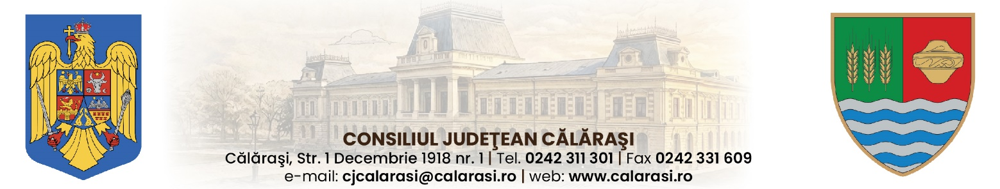 CONSILIUL JUDEŢEAN CĂLĂRAŞI
Călăraşi, Str. 1 Decembrie 1918 nr. 1 | Tel. 0242 311 301 | Fax 0242 331 609
e-mail: cjcalarasi@calarasi.ro | web: www.calarasi.ro